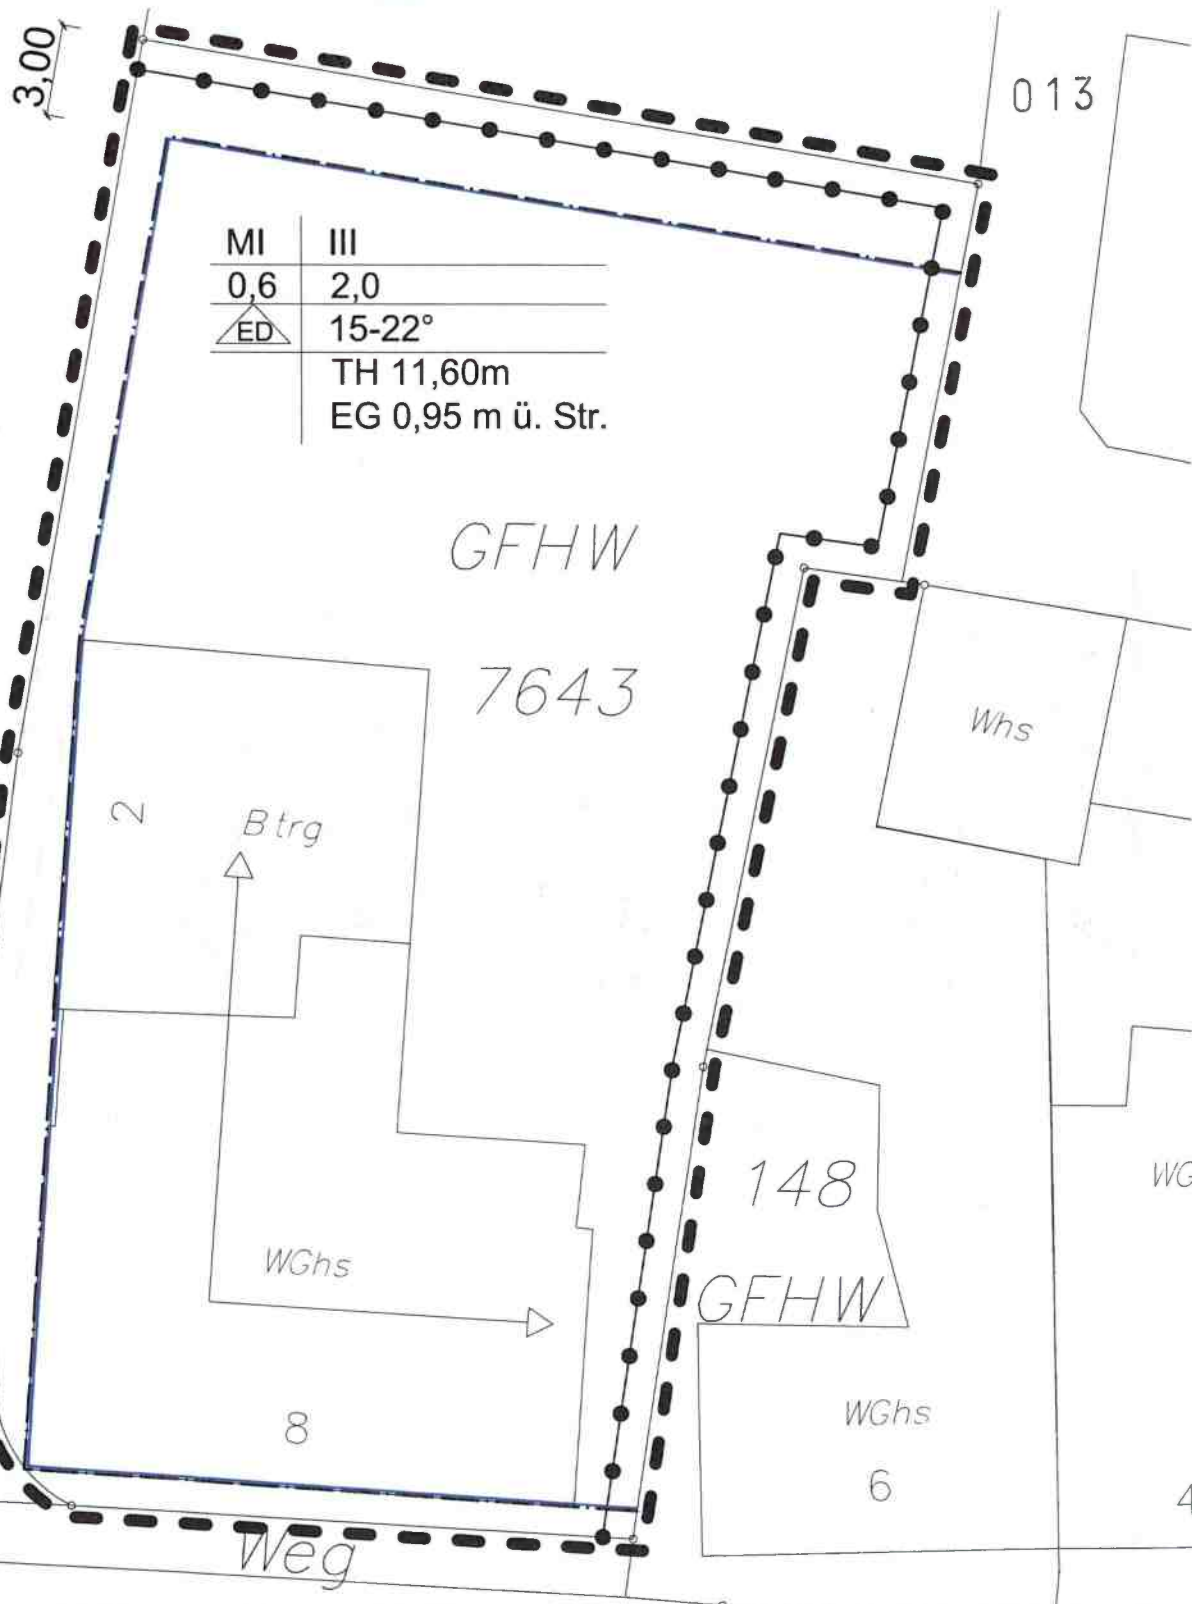 3,00
013
MI III
0,6 2,0
ED 15-22°
TH 11,60m
EG 0,95 m ü. Str.
GFHW
7643
Whs
2
Btrg
148
WG
WGhs
GFHW
WGhs
8
6
4
Weg